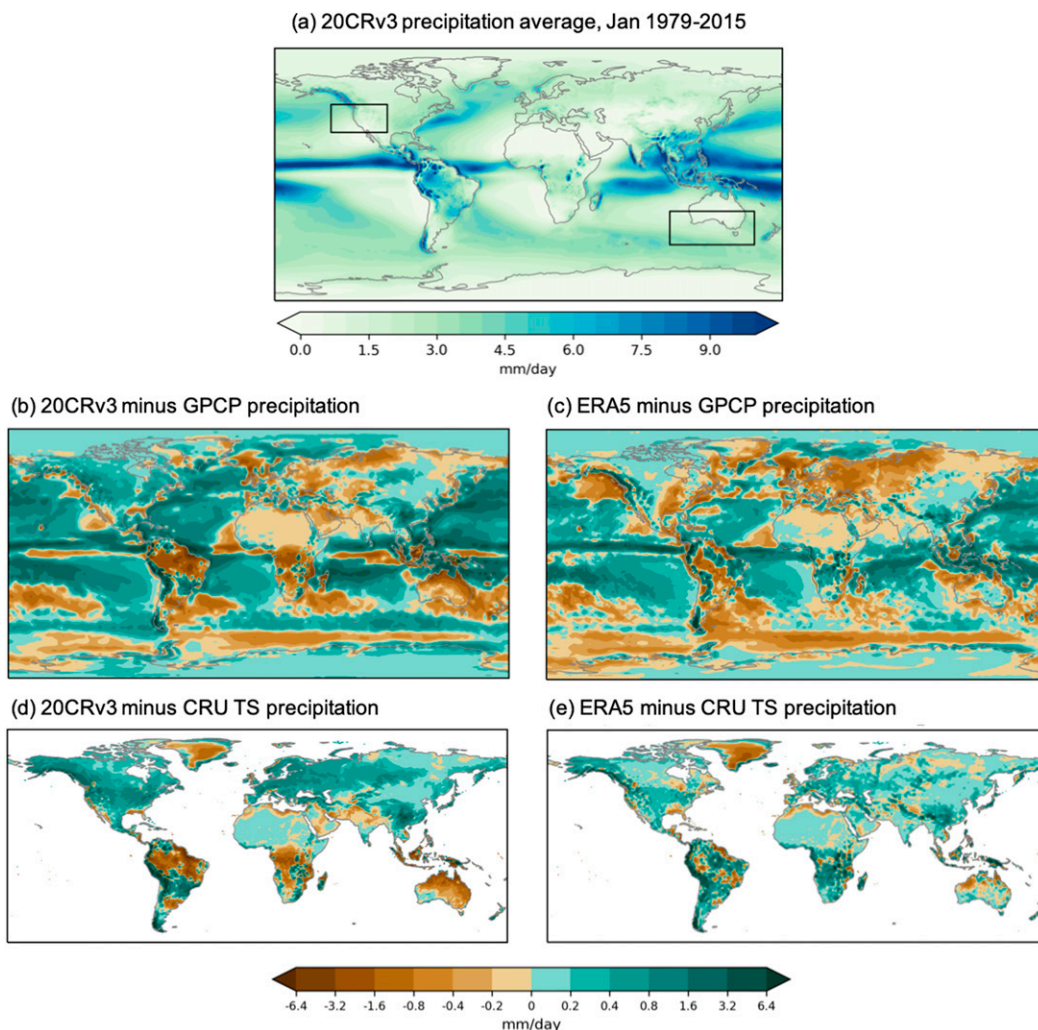 (a) 20CRv3 precipitation average, Jan 1979-2015
0.0 1.5 3.0 4.5 6.0 7.5 9.0
mm/day
(b) 20CRv3 minus GPCP precipitation
(c) ERA5 minus GPCP precipitation
(d) 20CRv3 minus CRU TS precipitation
(e) ERA5 minus CRU TS precipitation
-6.4 -3.2 -1.6 -0.8 -0.4 -0.2 0 0.2 0.4 0.8 1.6 3.2 6.4
mm/day